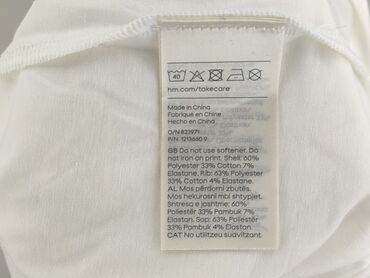 40
hm.com/takecare
Made in China
Fabriqué en Chine
Hecho en China
O/N 823971
P/N: 1213660 9
GB Do not use softener. Do
not iron on print. Shell: 60%
Polyester 33% Cotton 7%
Elastane, Rib: 63% Polyester
33% Cotton 4% Elastane.
AL Mos përdorni zbutës.
Mos hekurosni mbi shtypjet.
Shtresa e jashtme: 60%
Poliestër 33% Pambuk 7%
Elastan. Sop: 63% Poliestër
33% Pambuk 4% Elastan.
CAT No utilitzeu suavitzant.